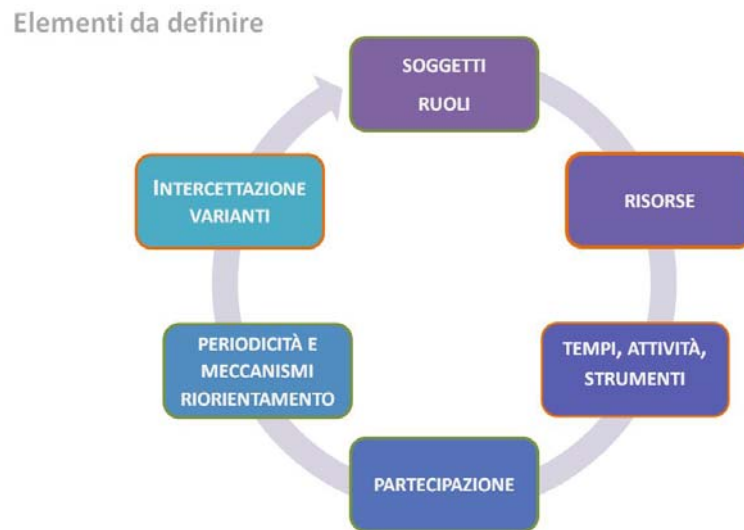 Elementi da definire
SOGGETTI
RUOLI
RISORSE
TEMPI, ATTIVITÀ,
STRUMENTI
PARTECIPAZIONE
PERIODICITÀ E
MECCANISMI
RIORIENTAMENTO
INTERCETTAZIONE
VARIANTI